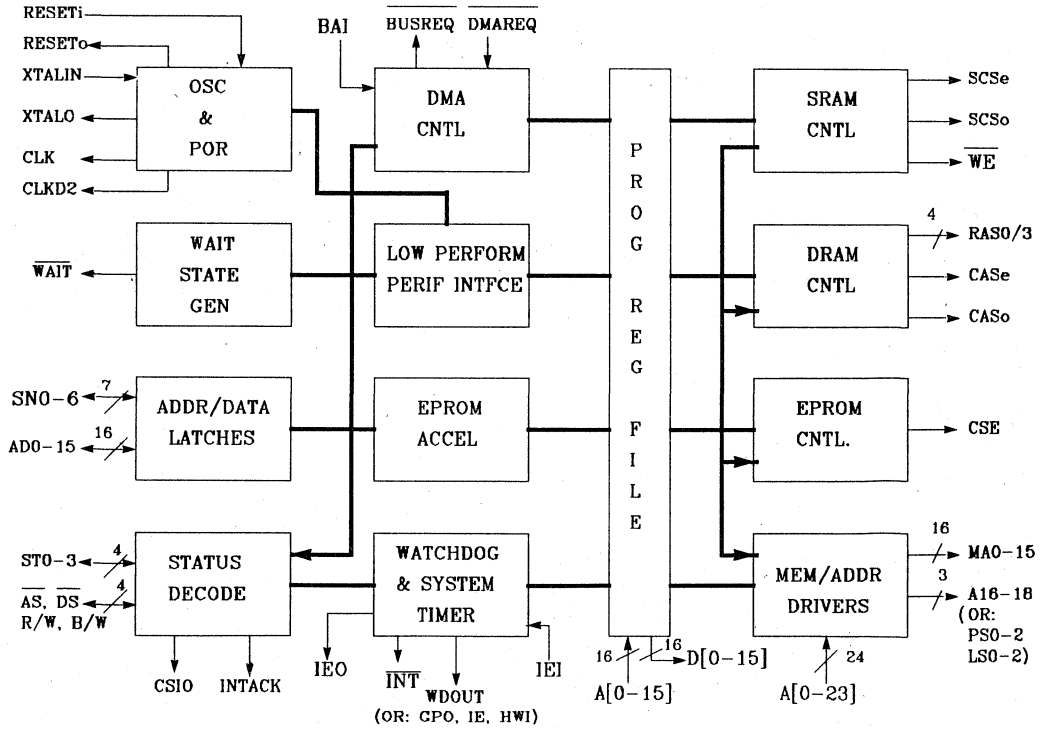 RESETi
RESETo
XTALIN
XTALO
CLK
CLKD2
OSC
&
POR
BAI
BUSREQ
DMAREQ
DMA
CNTL
SRAM
CNTL
SCSe
SCSo
WE
WAIT
WAIT
STATE
GEN
LOW PERFORM
PERIF INTFCE
DRAM
CNTL
4
RAS0/3
CASe
CASo
SN0-6
7
AD0-15
16
ADDR/DATA
LATCHES
EPROM
ACCEL
PROG REG FILE
EPROM
CNTL.
CSE
ST0-3
4
AS, DS
4
R/W, B/W
STATUS
DECODE
CSIO
INTACK
WATCHDOG
& SYSTEM
TIMER
IEO
INT
WDOUT
(OR: GPO, IE, HWI)
IEI
16
16
D[0-15]
A[0-15]
MEM/ADDR
DRIVERS
16
MA0-15
3
A16-18
(OR:
PS0-2
LS0-2)
24
A[0-23]